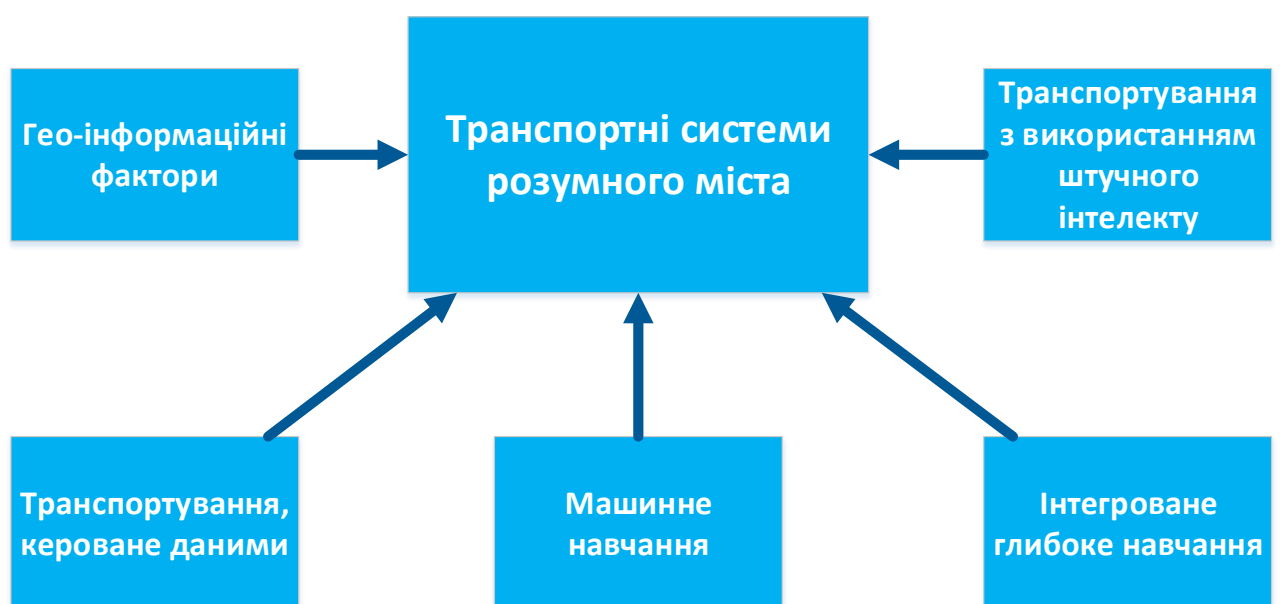 Гео-інформаційні
фактори
Транспортні системи
розумного міста
Транспортування
з використанням
штучного
інтелекту
Транспортування,
кероване даними
Машинне
навчання
Інтегроване
глибоке навчання